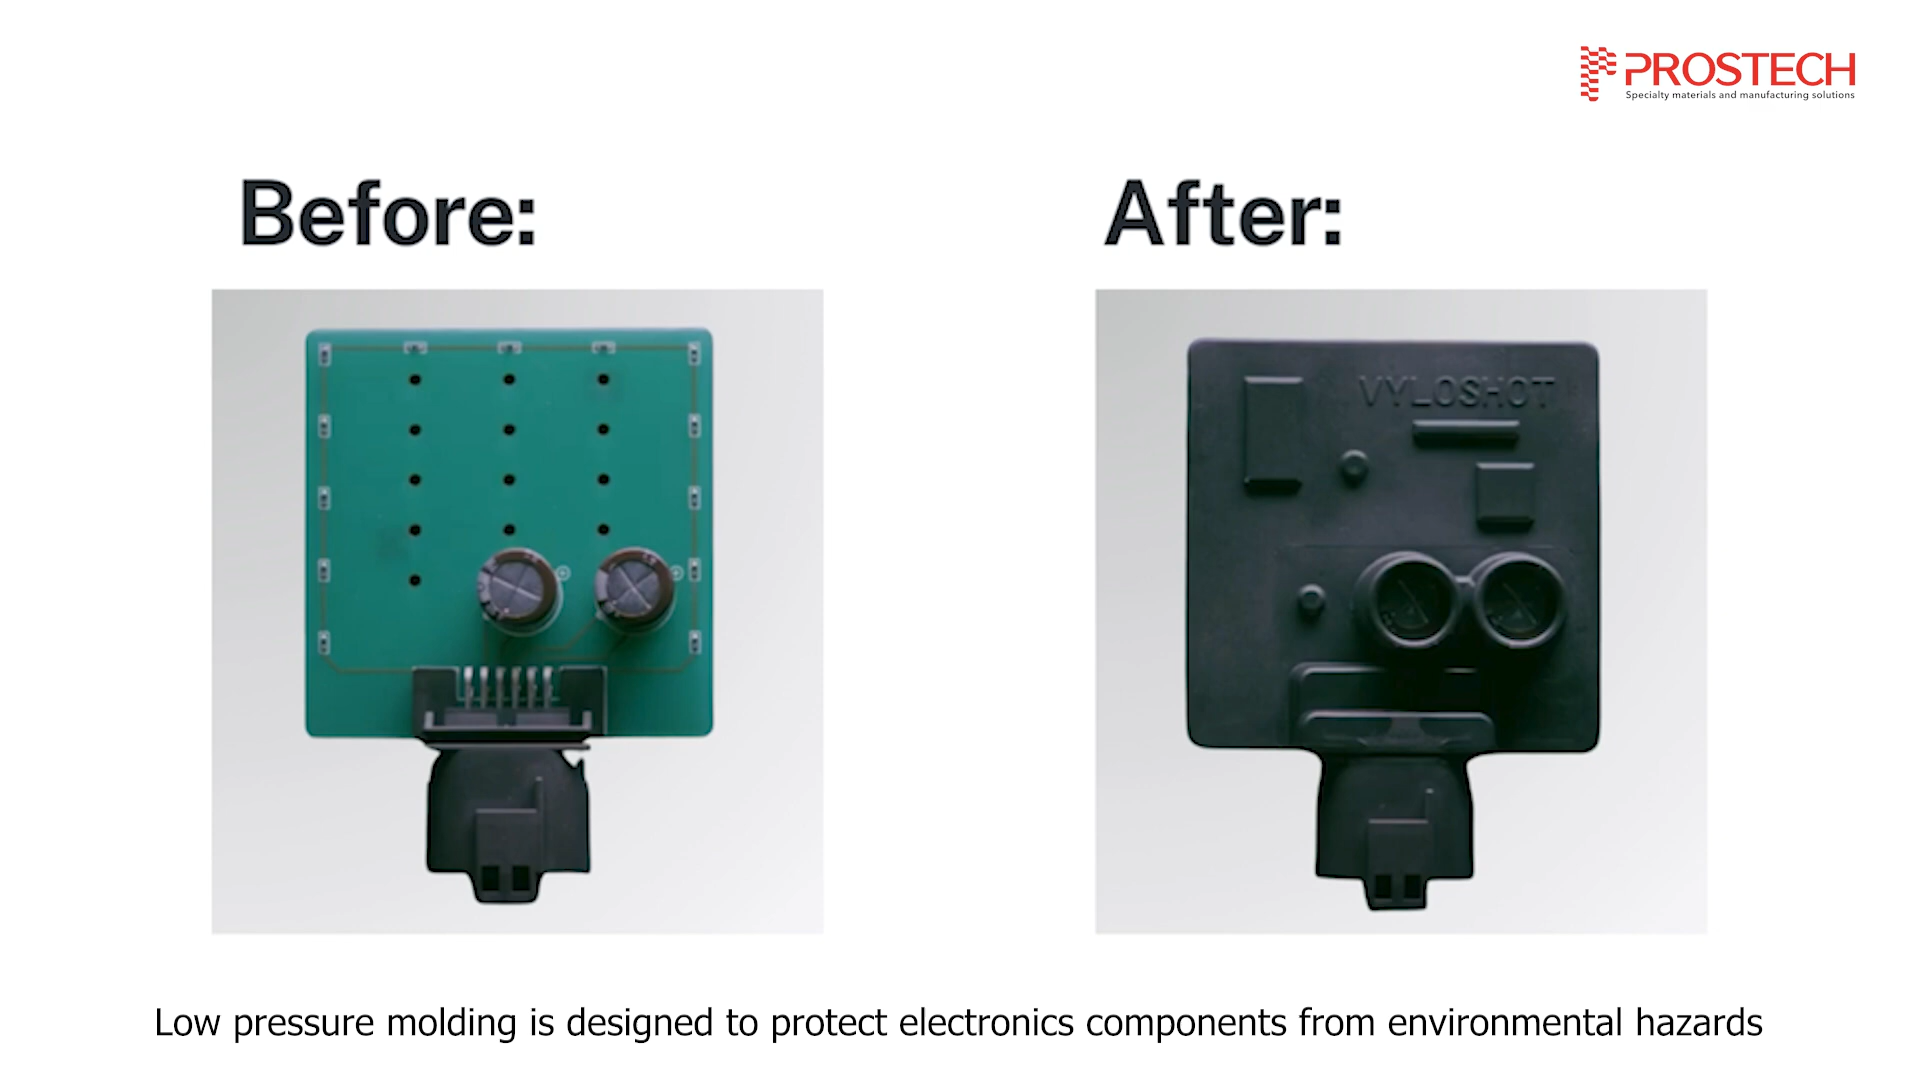 PROSTECH
Specialty materials and manufacturing solutions
Before:
After:
VYLOSHOT
Low pressure molding is designed to protect electronics components from environmental hazards